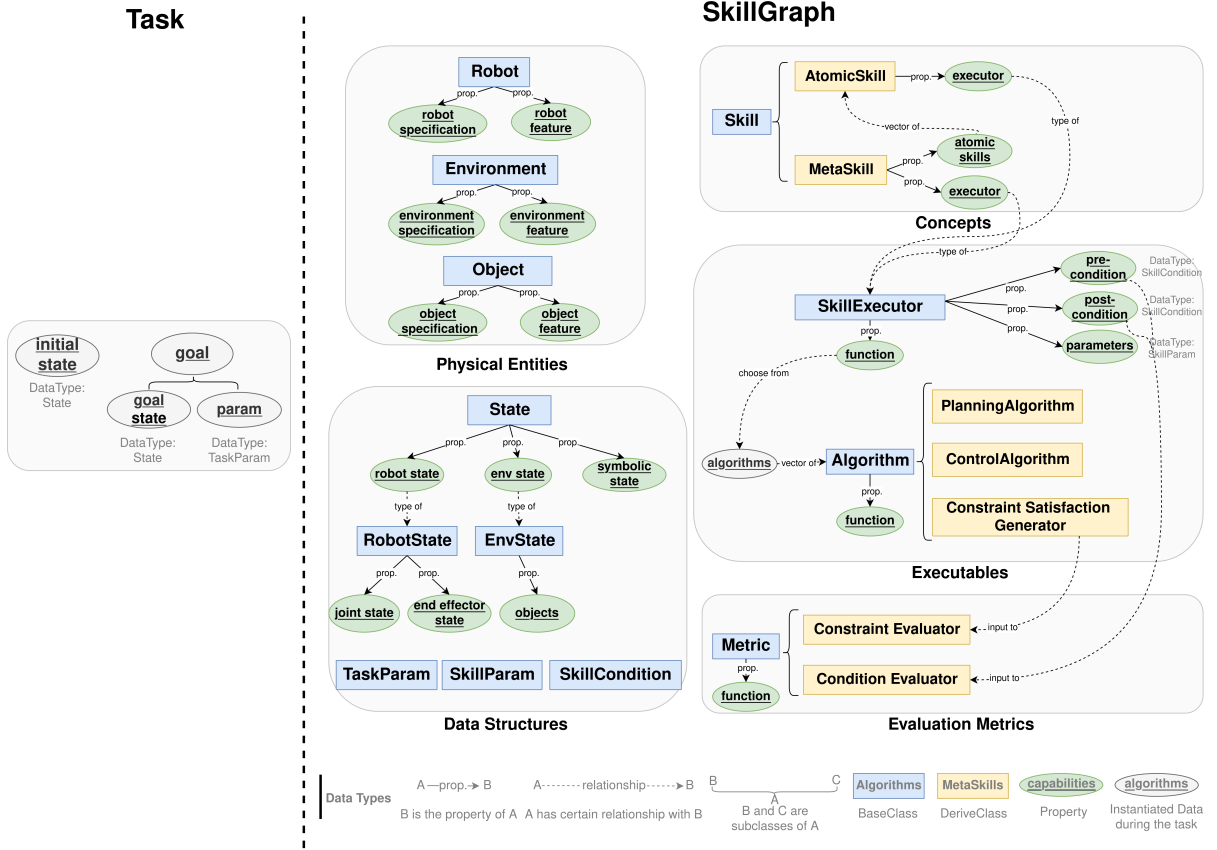 Task
SkillGraph
initial
state
DataType:
State
goal
goal
state
param
DataType:
State
DataType:
TaskParam
Robot
prop.
prop.
robot
specification
robot
feature
Environment
prop.
prop.
environment
specification
environment
feature
Object
prop.
prop.
object
specification
object
feature
Physical Entities
State
prop.
prop.
prop.
robot state
env state
symbolic
state
type of
type of
RobotState
EnvState
prop.
prop.
prop.
joint state
end effector
state
objects
TaskParam
SkillParam
SkillCondition
Data Structures
Skill
AtomicSkill
prop.
executor
type of
vector of
atomic
skills
MetaSkill
prop.
prop.
executor
Concepts
type of
SkillExecutor
prop.
prop.
prop.
pre-
condition
DataType:
SkillCondition
post-
condition
DataType:
SkillCondition
parameters
DataType:
SkillParam
prop.
function
choose from
algorithms
vector of
Algorithm
prop.
function
PlanningAlgorithm
ControlAlgorithm
Constraint Satisfaction
Generator
Executables
Metric
prop.
function
Constraint Evaluator
input to
Condition Evaluator
input to
Evaluation Metrics
Data Types
A
prop.
B
B is the property of A
A
relationship
B
A has certain relationship with B
B
C
A
B and C are
subclasses of A
Algorithms
BaseClass
MetaSkills
DeriveClass
capabilities
Property
algorithms
Instantiated Data
during the task